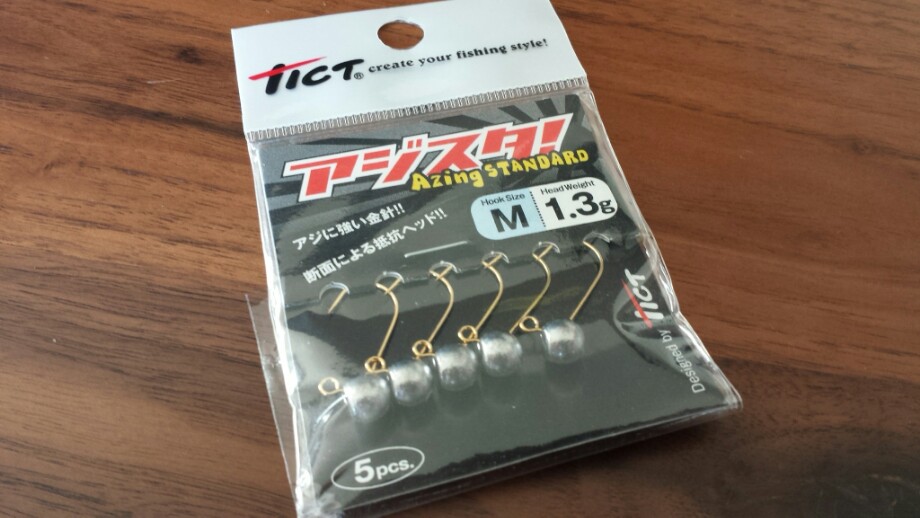 TICT® create your fishing style!
アジスタ!
Azing STANDARD
Hook Size
M
Head Weight
1.3g
アジに強い金針!!
断面による抵抗ヘッド!!
Designed by TICT
5pcs.